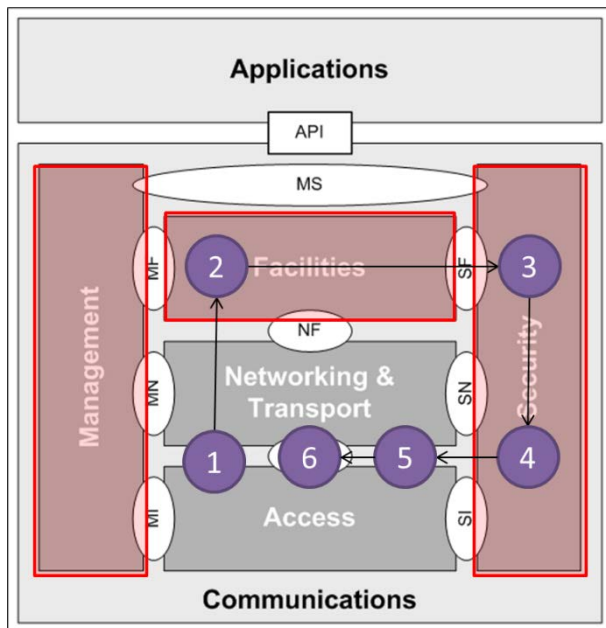 Applications
API
MS
Management
MF
2
Facilities
SF
3
Security
NF
MN
Networking &
Transport
SN
1
6
5
4
MI
Access
SI
Communications